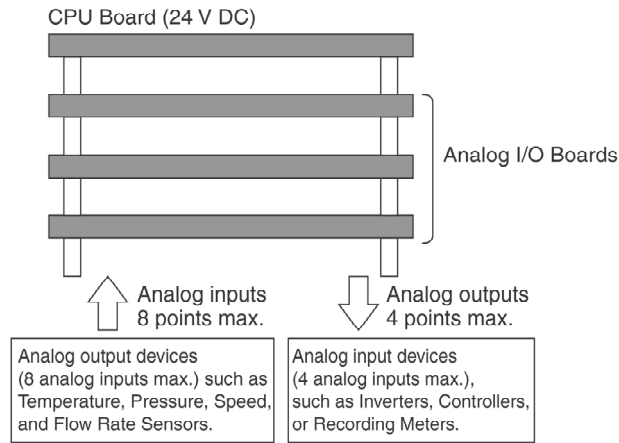 CPU Board (24 V DC)
Analog I/O Boards
Analog inputs
8 points max.
Analog outputs
4 points max.
Analog output devices
(8 analog inputs max.) such as
Temperature, Pressure, Speed,
and Flow Rate Sensors.
Analog input devices
(4 analog inputs max.),
such as Inverters, Controllers,
or Recording Meters.